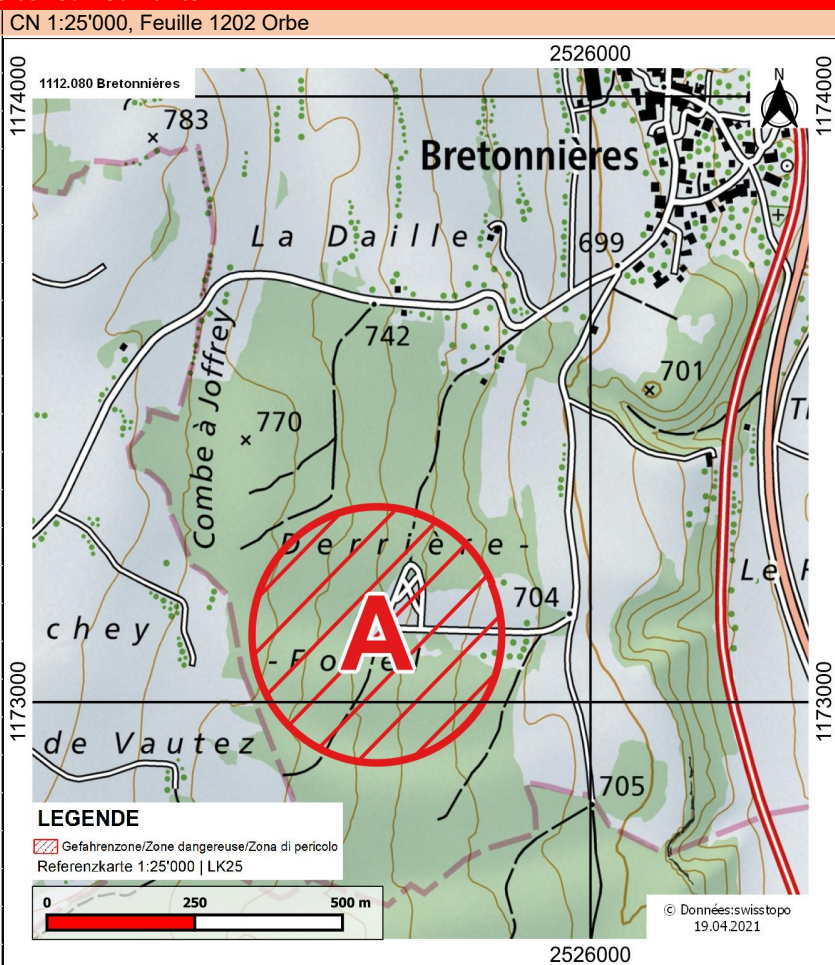 CN 1:25'000, Feuille 1202 Orbe
2526000
1174000
1174000
1112.080 Bretonnières
N
783
Bretonnières
La Daille
699
742
701
Combe à Joffrey
770
Derrière-
Le
704
chey
A
1173000
1173000
de Vautez
705
LEGENDE
Gefahrenzone/Zone dangereuse/Zona di pericolo
Referenzkarte 1:25'000 | LK25
0 250 500 m
© Données:swisstopo
19.04.2021
2526000